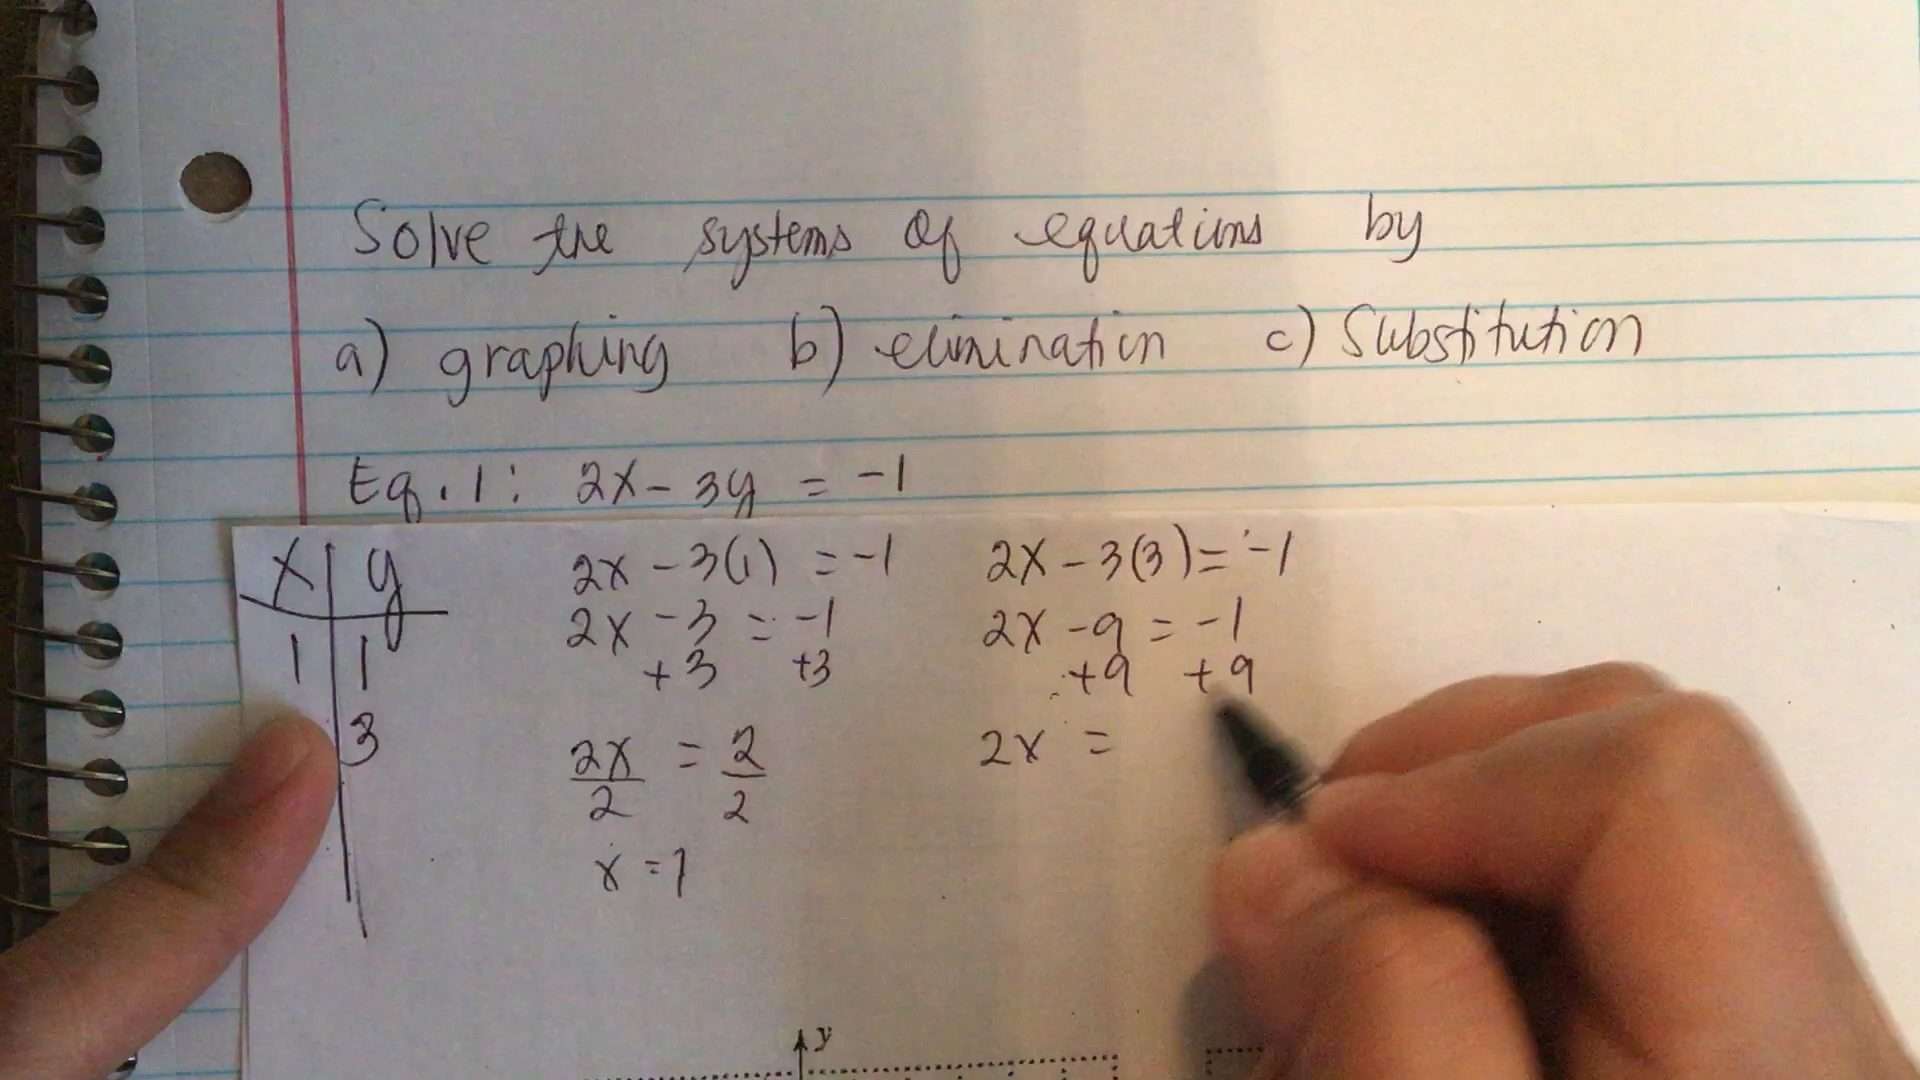 Solve the systems of equations by
a) graphing b) elimination c) Substitution
Eq. 1: 2x - 3y = -1
x | y
1 | 1
3
2x - 3(1) = -1
2x - 3 = -1
+3 +3
2x/2 = 2/2
x = 1
2x - 3(3) = -1
2x - 9 = -1
+9 +9
2x =
y